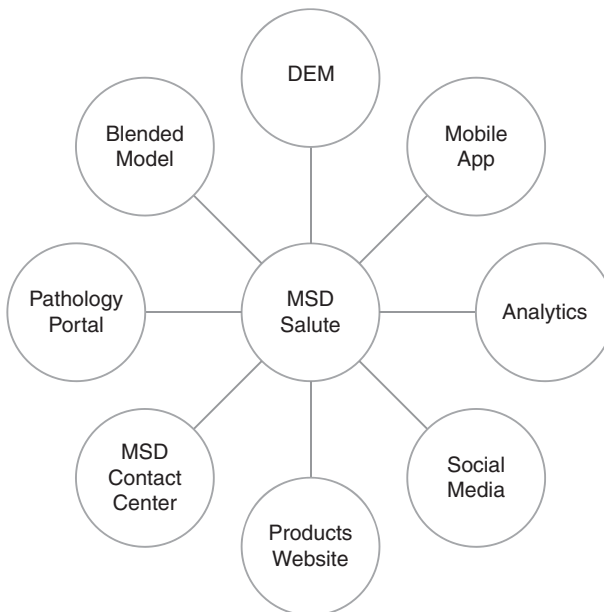 DEM
Blended
Model
Mobile
App
Pathology
Portal
MSD
Salute
Analytics
MSD
Contact
Center
Social
Media
Products
Website